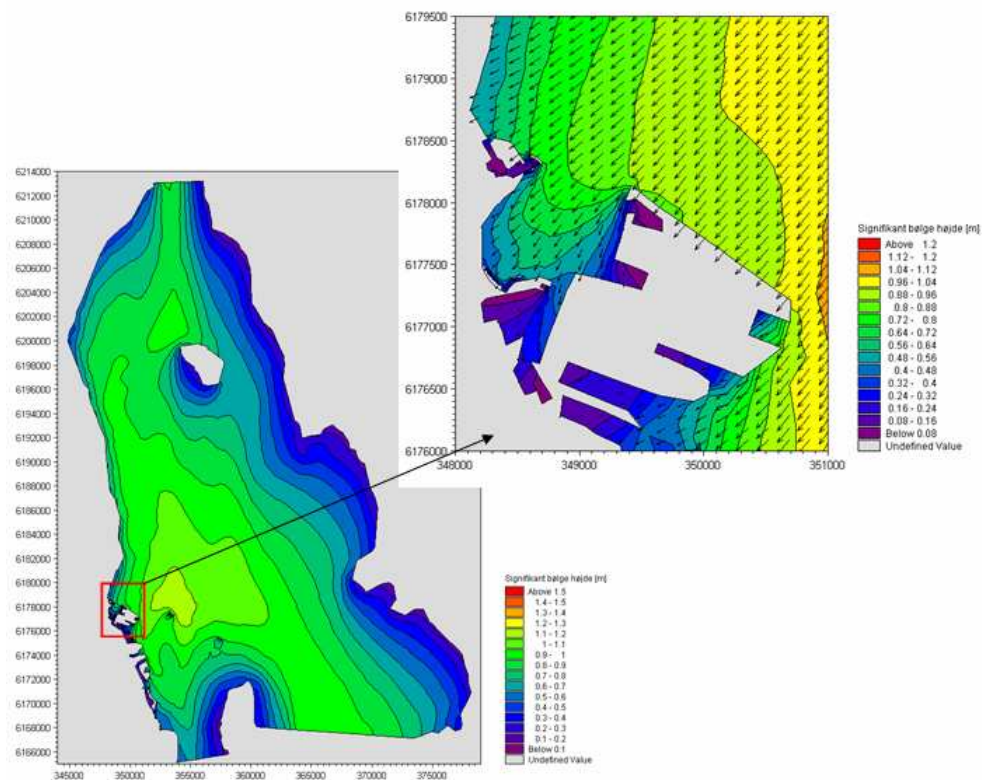 6179500
6179000
6178500
6178000
6177500
6177000
6176500
6176000
348000 349000 350000 351000
Signifikant bølge højde [m]
Above 1.2
1.12 - 1.2
1.04 - 1.12
0.96 - 1.04
0.88 - 0.96
0.8 - 0.88
0.72 - 0.8
0.64 - 0.72
0.56 - 0.64
0.48 - 0.56
0.4 - 0.48
0.32 - 0.4
0.24 - 0.32
0.16 - 0.24
0.08 - 0.16
Below 0.08
Undefined Value
6214000
6212000
6210000
6208000
6206000
6204000
6202000
6200000
6198000
6196000
6194000
6192000
6190000
6188000
6186000
6184000
6182000
6180000
6178000
6176000
6174000
6172000
6170000
6168000
6166000
345000 350000 355000 360000 365000 370000 375000
Signifikant bølge højde [m]
Above 1.5
1.4 - 1.5
1.3 - 1.4
1.2 - 1.3
1.1 - 1.2
1 - 1.1
0.9 - 1
0.8 - 0.9
0.7 - 0.8
0.6 - 0.7
0.5 - 0.6
0.4 - 0.5
0.3 - 0.4
0.2 - 0.3
0.1 - 0.2
Below 0.1
Undefined Value